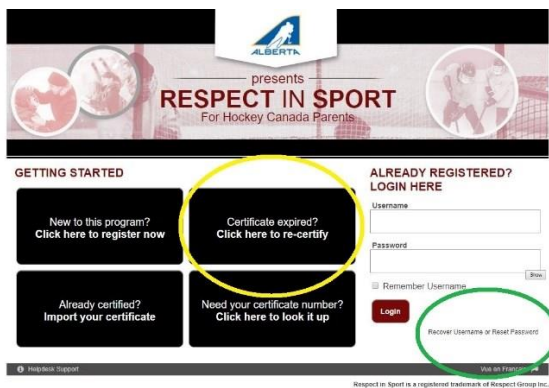 ALBERTA
presents
RESPECT IN SPORT
For Hockey Canada Parents
GETTING STARTED
New to this program?
Click here to register now
Certificate expired?
Click here to re-certify
Already certified?
Import your certificate
Need your certificate number?
Click here to look it up
ALREADY REGISTERED?
LOGIN HERE
Username
Password
Show
Remember Username
Login
Recover Username or Reset Password
Helpdesk Support
Vue en Français
Respect in Sport is a registered trademark of Respect Group Inc.